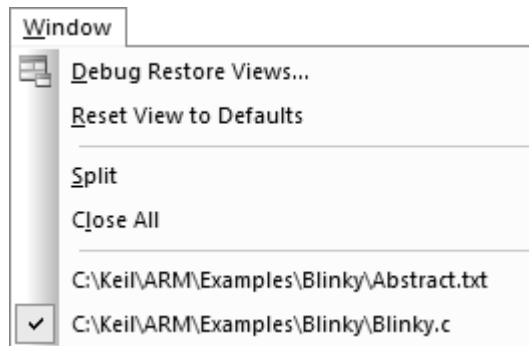 Window
Debug Restore Views...
Reset View to Defaults
Split
Close All
C:\Keil\ARM\Examples\Blinky\Abstract.txt
C:\Keil\ARM\Examples\Blinky\Blinky.c